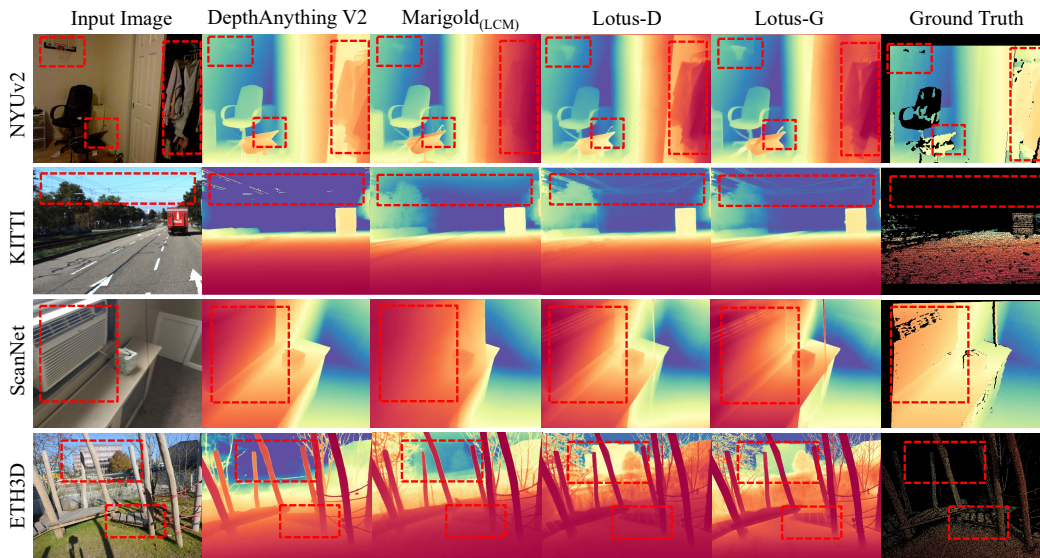 Input Image DepthAnything V2 Marigold(LCM) Lotus-D Lotus-G Ground Truth
NYUv2
KITTI
ScanNet
ETH3D